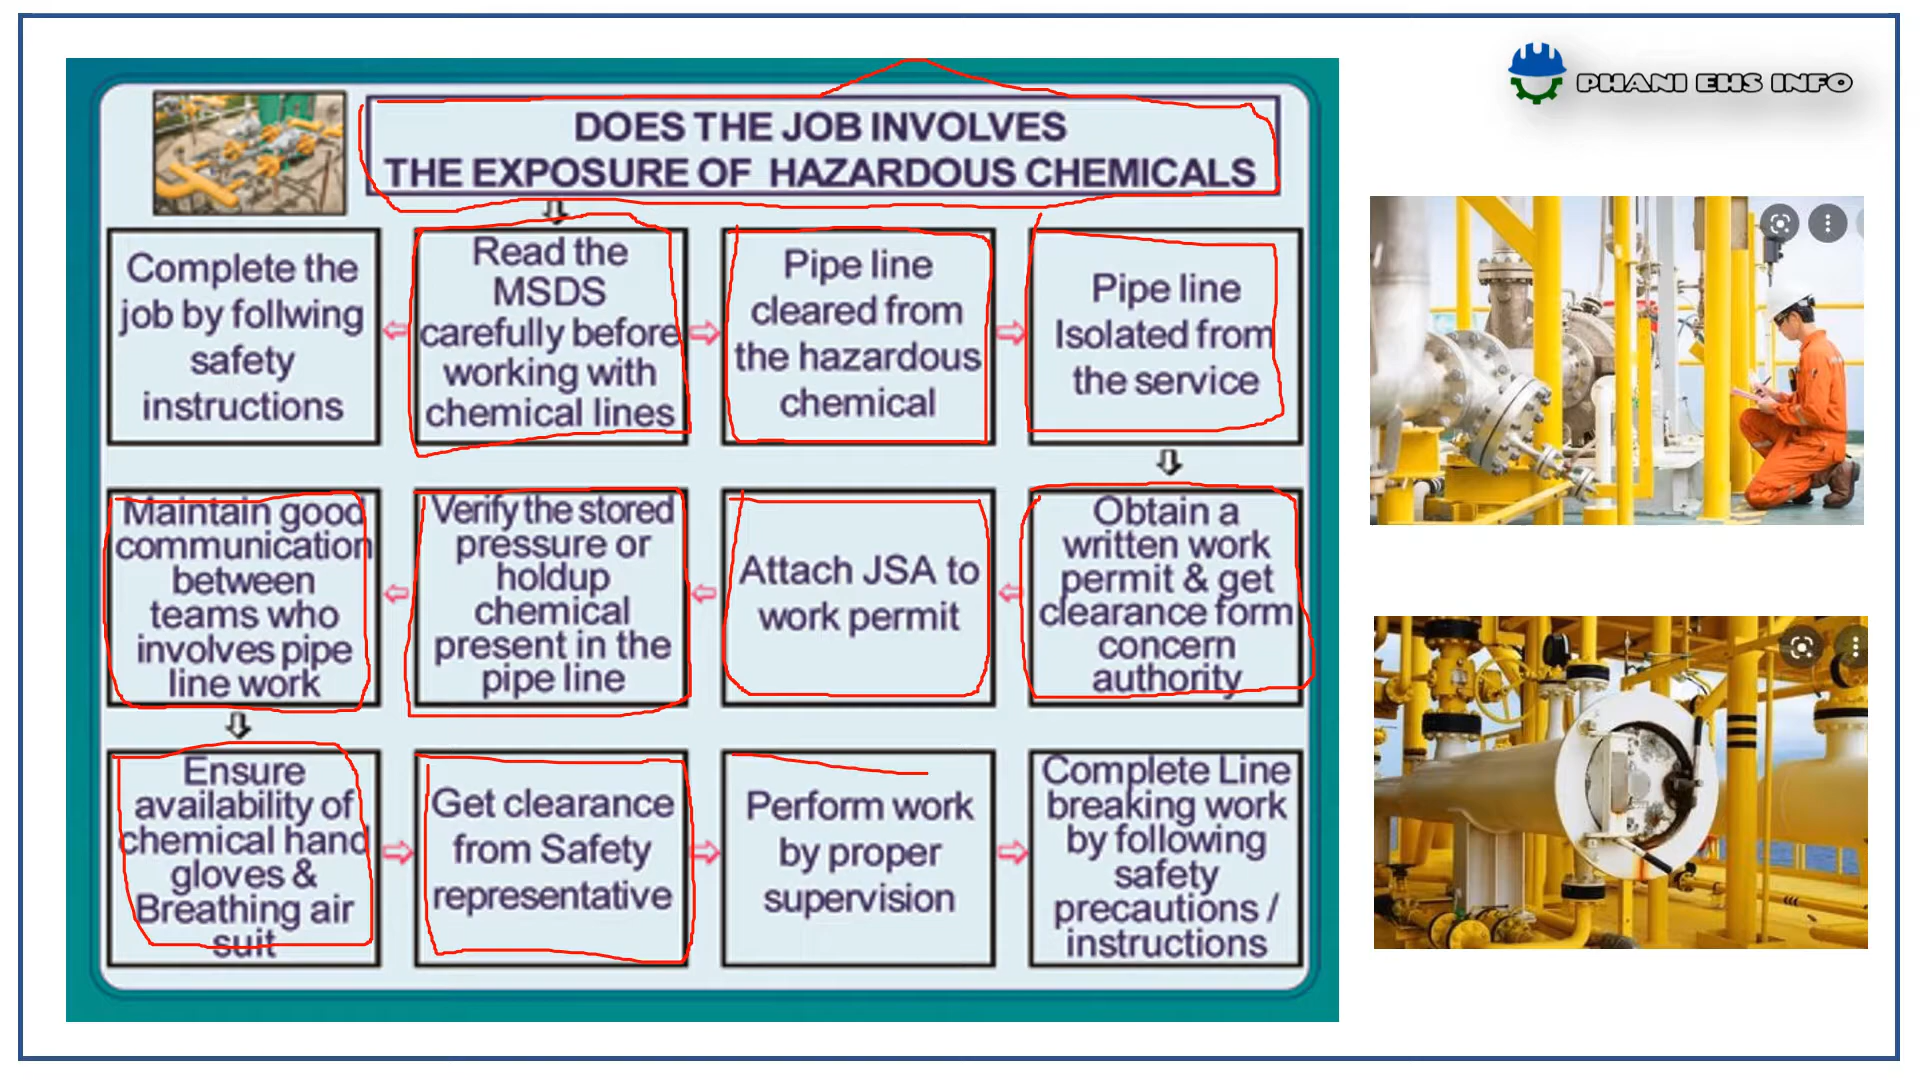 PHANI EHS INFO
DOES THE JOB INVOLVES
THE EXPOSURE OF HAZARDOUS CHEMICALS
Complete the
job by follwing
safety
instructions
Read the
MSDS
carefully before
working with
chemical lines
Pipe line
cleared from
the hazardous
chemical
Pipe line
Isolated from
the service
Maintain good
communication
between
teams who
involves pipe
line work
Verify the stored
pressure or
holdup
chemical
present in the
pipe line
Attach JSA to
work permit
Obtain a
written work
permit & get
clearance form
concern
authority
Ensure
availability of
chemical hand
gloves &
Breathing air
suit
Get clearance
from Safety
representative
Perform work
by proper
supervision
Complete Line
breaking work
by following
safety
precautions /
instructions